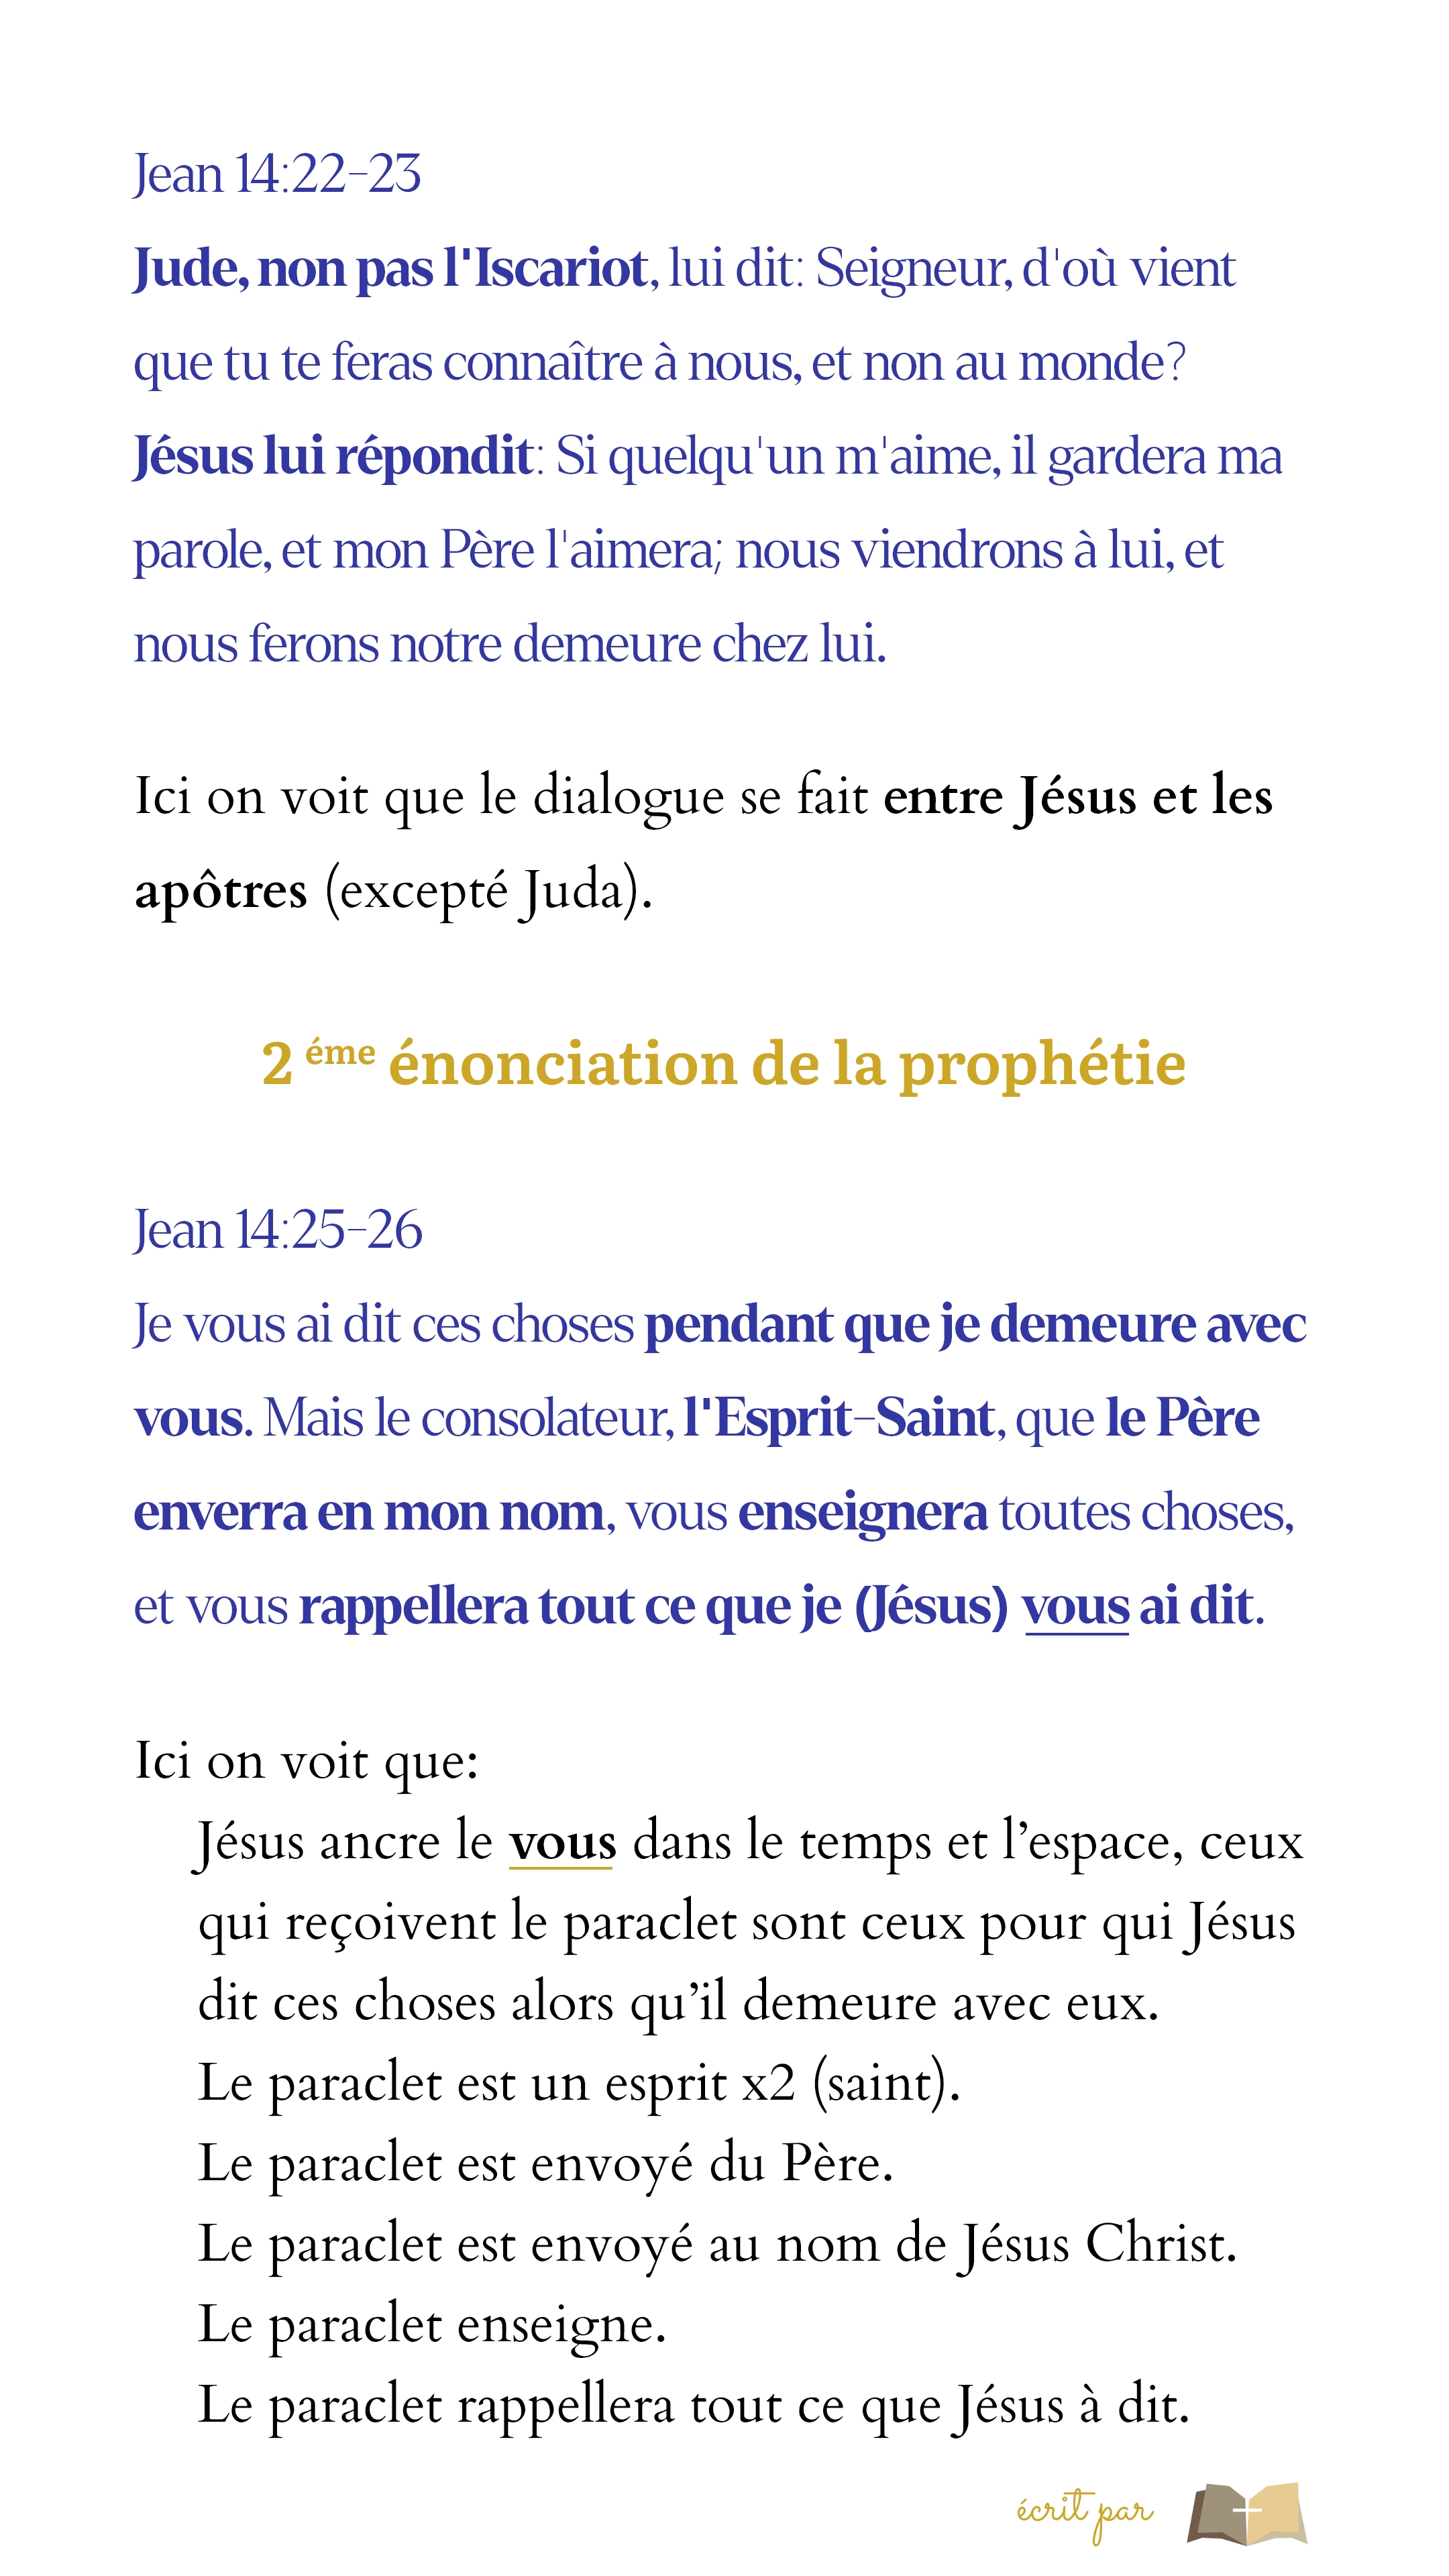 Jean 14:22-23
Jude, non pas l'Iscariot, lui dit: Seigneur, d'où vient
que tu te feras connaître à nous, et non au monde?
Jésus lui répondit: Si quelqu'un m'aime, il gardera ma
parole, et mon Père l'aimera; nous viendrons à lui, et
nous ferons notre demeure chez lui.
Ici on voit que le dialogue se fait entre Jésus et les
apôtres (excepté Juda).
2 éme énonciation de la prophétie
Jean 14:25-26
Je vous ai dit ces choses pendant que je demeure avec
vous. Mais le consolateur, l'Esprit-Saint, que le Père
enverra en mon nom, vous enseignera toutes choses,
et vous rappellera tout ce que je (Jésus) vous ai dit.
Ici on voit que:
Jésus ancre le vous dans le temps et l’espace, ceux
qui reçoivent le paraclet sont ceux pour qui Jésus
dit ces choses alors qu’il demeure avec eux.
Le paraclet est un esprit x2 (saint).
Le paraclet est envoyé du Père.
Le paraclet est envoyé au nom de Jésus Christ.
Le paraclet enseigne.
Le paraclet rappellera tout ce que Jésus à dit.
écrit par